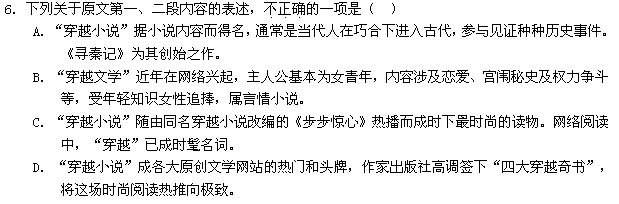 6. 下列关于原文第一、二段内容的表述，不正确的一项是（ ）
A. “穿越小说”据小说内容而得名，通常是当代人在巧合下进入古代，参与见证种种历史事件。
《寻秦记》为其创始之作。
B. “穿越文学”近年在网络兴起，主人公基本为女青年，内容涉及恋爱、宫闱秘史及权力争斗
等，受年轻知识女性追捧，属言情小说。
C. “穿越小说”随由同名穿越小说改编的《步步惊心》热播而成时下最时尚的读物。网络阅读
中，“穿越”已成时髦名词。
D. “穿越小说”成各大原创文学网站的热门和头牌，作家出版社高调签下“四大穿越奇书”，
将这场时尚阅读热推向极致。